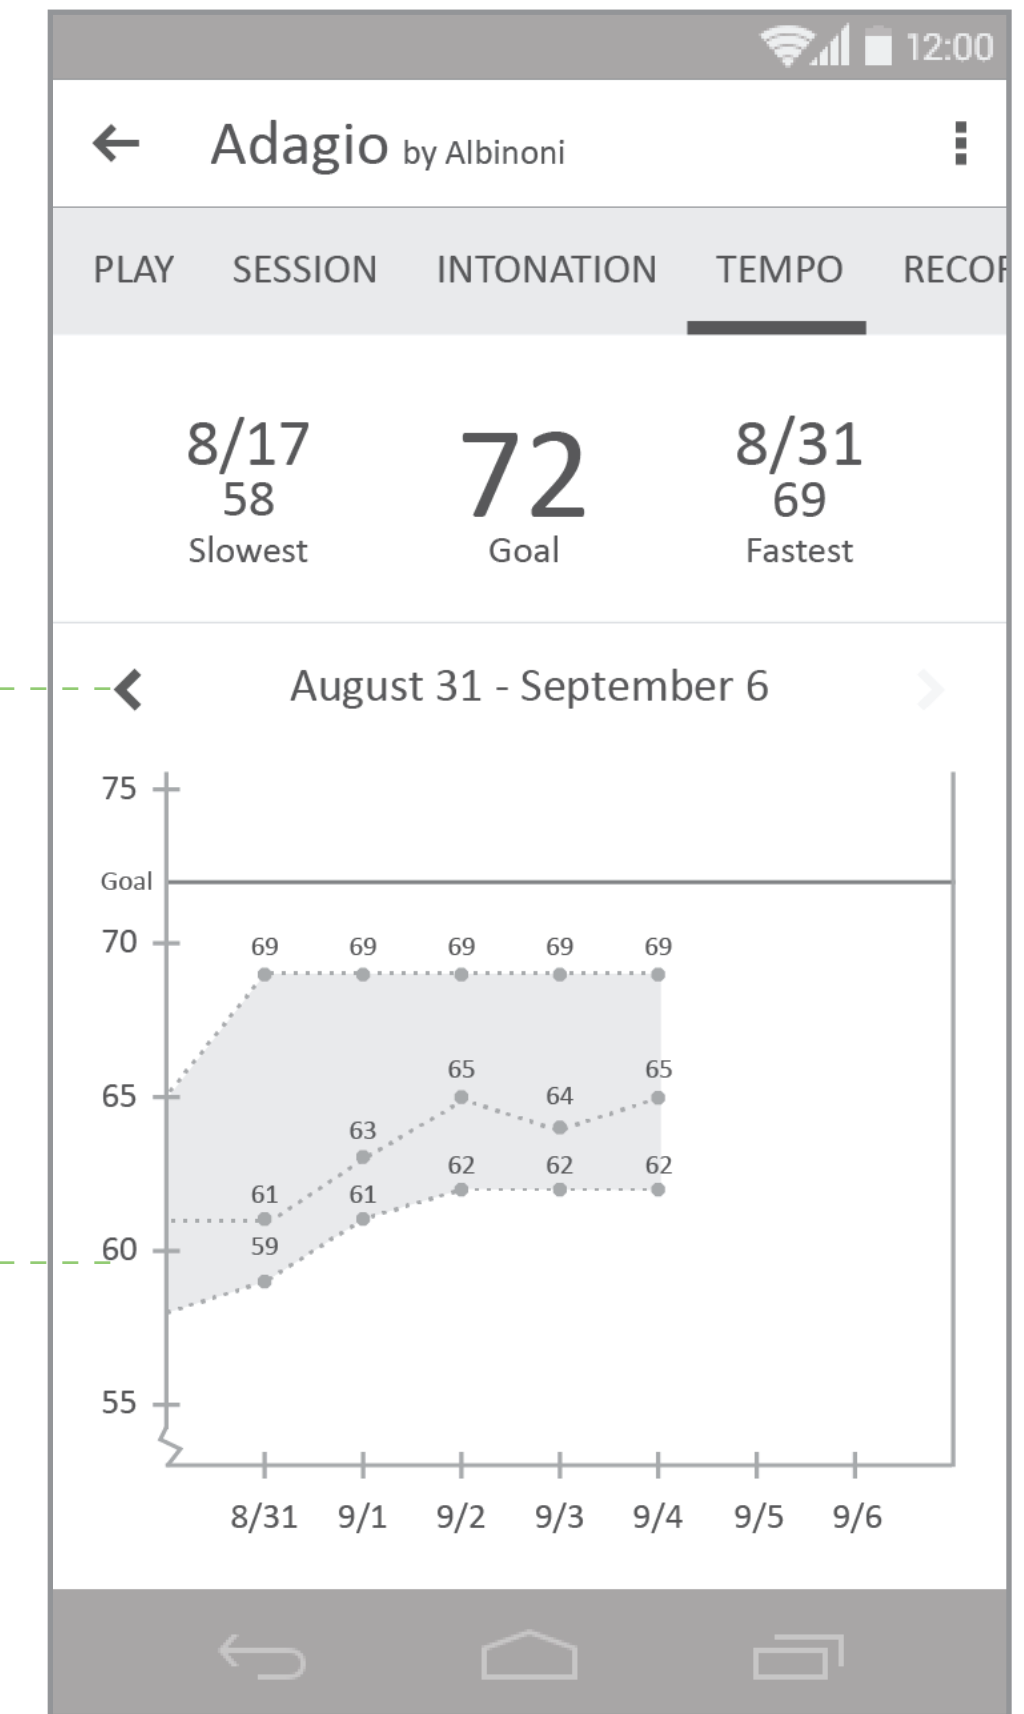 12:00
Adagio by Albinoni
PLAY SESSION INTONATION TEMPO RECOR
8/17 72 8/31
58 69
Slowest Goal Fastest
August 31 - September 6
75
Goal
70 69 69 69 69 69
65 65 65
64
63
62 62 62
61 61
60 59
55
8/31 9/1 9/2 9/3 9/4 9/5 9/6